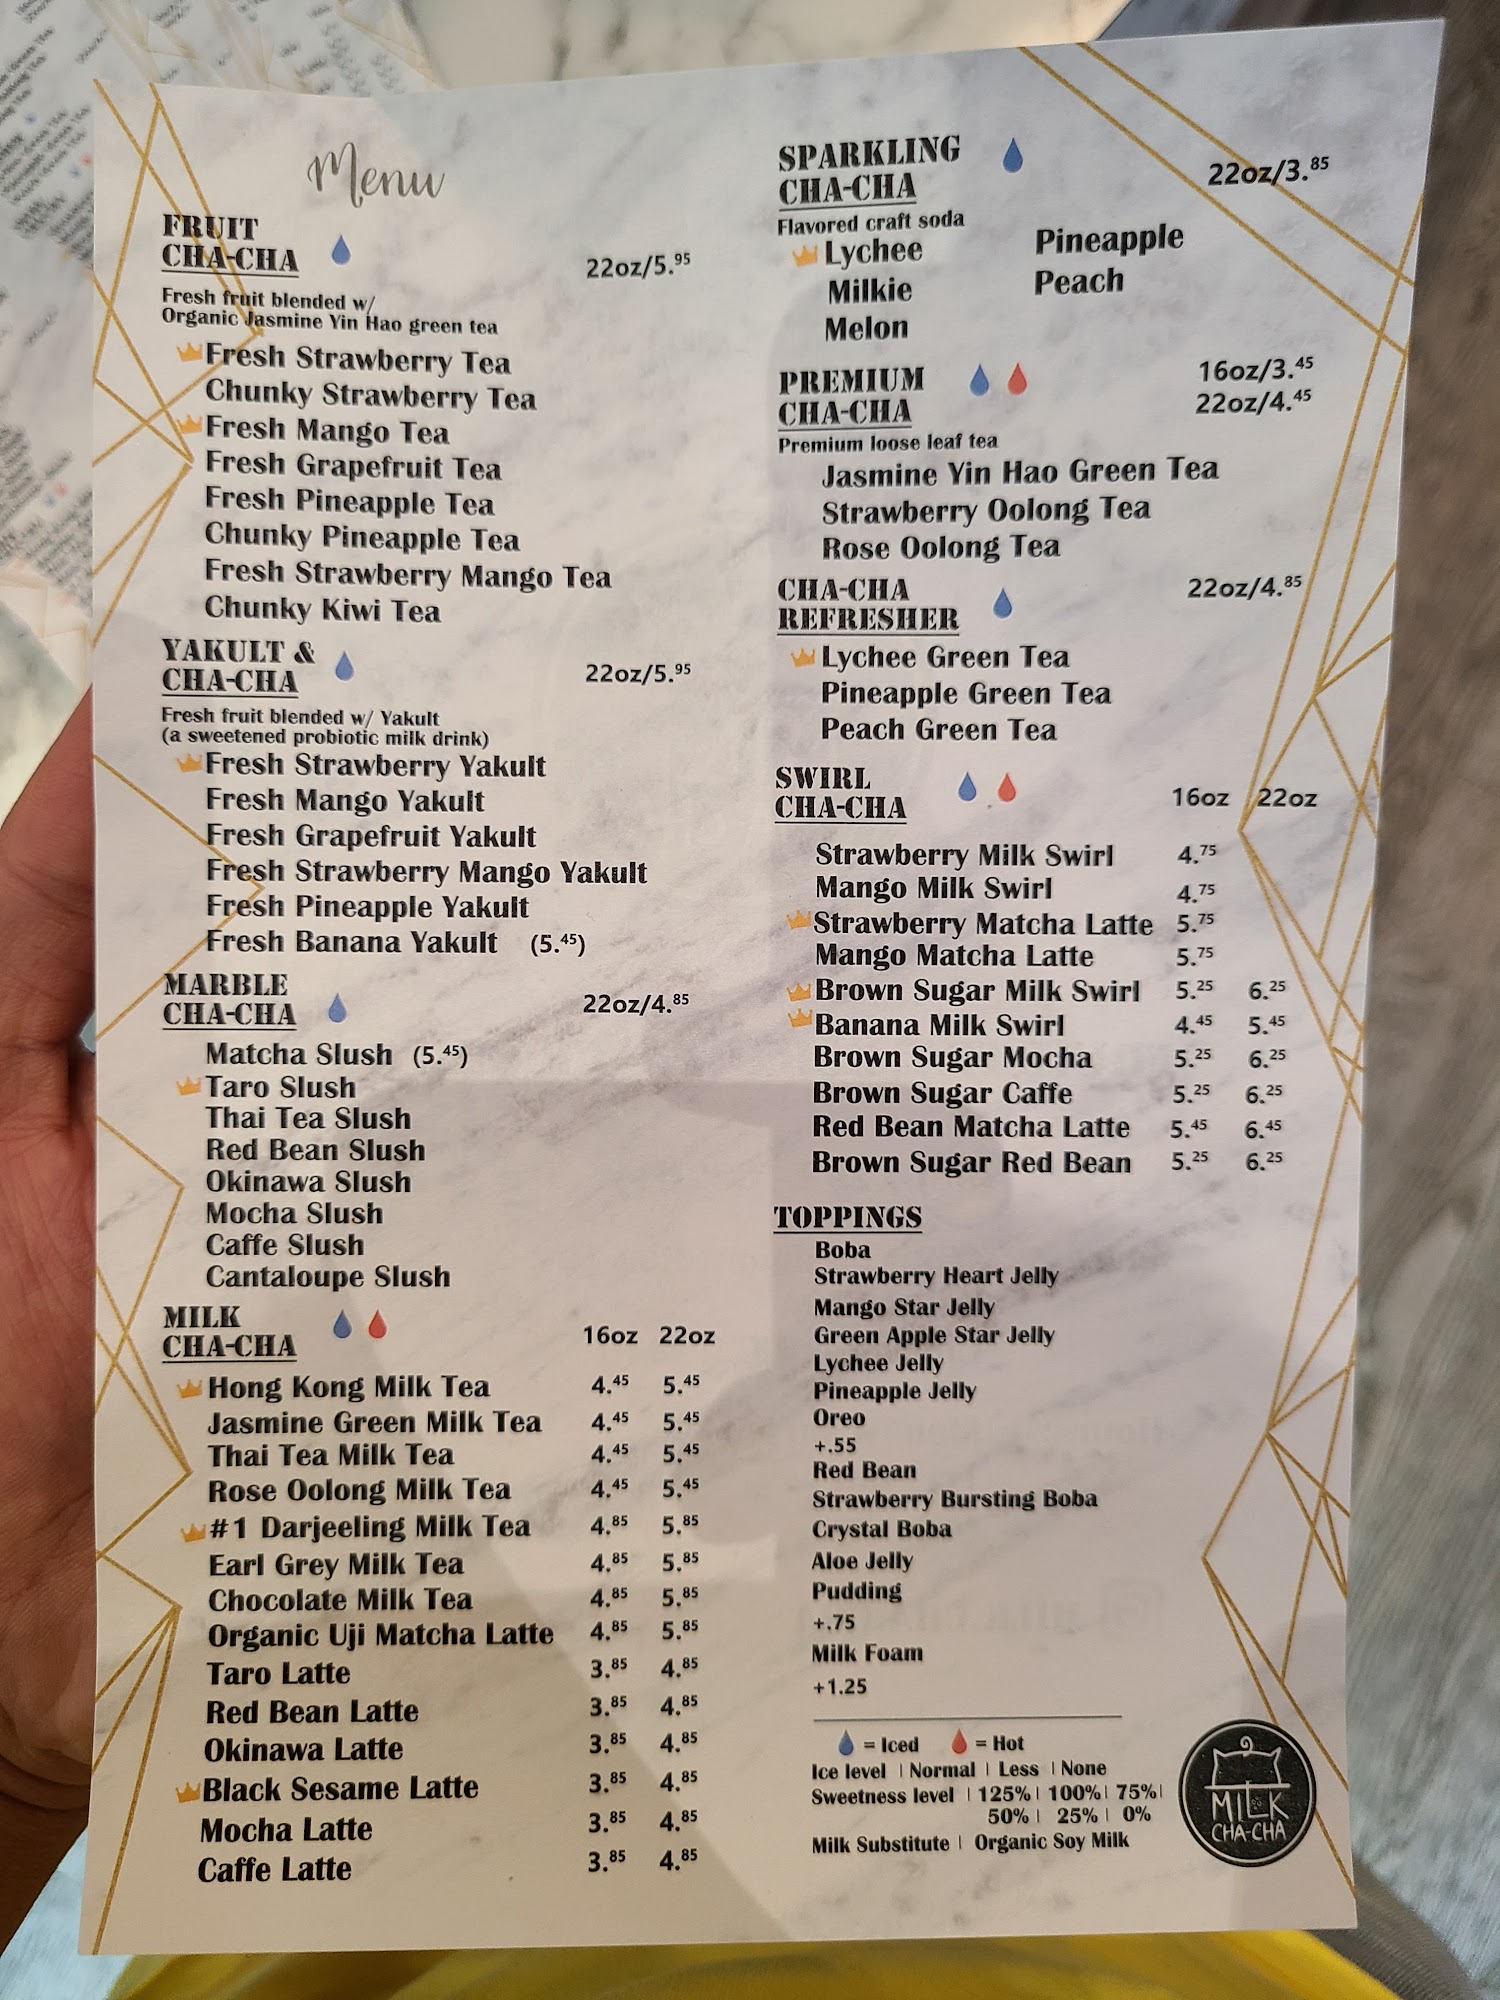 Menu
FRUIT
CHA-CHA
22oz/5.95
Fresh fruit blended w/
Organic Jasmine Yin Hao green tea
Fresh Strawberry Tea
Chunky Strawberry Tea
Fresh Mango Tea
Fresh Grapefruit Tea
Fresh Pineapple Tea
Chunky Pineapple Tea
Fresh Strawberry Mango Tea
Chunky Kiwi Tea
YAKULT &
CHA-CHA
22oz/5.95
Fresh fruit blended w/ Yakult
(a sweetened probiotic milk drink)
Fresh Strawberry Yakult
Fresh Mango Yakult
Fresh Grapefruit Yakult
Fresh Strawberry Mango Yakult
Fresh Pineapple Yakult
Fresh Banana Yakult (5.45)
MARBLE
CHA-CHA
22oz/4.85
Matcha Slush (5.45)
Taro Slush
Thai Tea Slush
Red Bean Slush
Okinawa Slush
Mocha Slush
Caffe Slush
Cantaloupe Slush
MILK
CHA-CHA
16oz 22oz
Hong Kong Milk Tea 4.45 5.45
Jasmine Green Milk Tea 4.45 5.45
Thai Tea Milk Tea 4.45 5.45
Rose Oolong Milk Tea 4.45 5.45
#1 Darjeeling Milk Tea 4.85 5.85
Earl Grey Milk Tea 4.85 5.85
Chocolate Milk Tea 4.85 5.85
Organic Uji Matcha Latte 4.85 5.85
Taro Latte 3.85 4.85
Red Bean Latte 3.85 4.85
Okinawa Latte 3.85 4.85
Black Sesame Latte 3.85 4.85
Mocha Latte 3.85 4.85
Caffe Latte 3.85 4.85
SPARKLING
CHA-CHA
22oz/3.85
Flavored craft soda
Lychee
Milkie
Melon
Pineapple
Peach
PREMIUM
CHA-CHA
16oz/3.45
22oz/4.45
Premium loose leaf tea
Jasmine Yin Hao Green Tea
Strawberry Oolong Tea
Rose Oolong Tea
CHA-CHA
REFRESHER
22oz/4.85
Lychee Green Tea
Pineapple Green Tea
Peach Green Tea
SWIRL
CHA-CHA
16oz 22oz
Strawberry Milk Swirl 4.75
Mango Milk Swirl 4.75
Strawberry Matcha Latte 5.75
Mango Matcha Latte 5.75
Brown Sugar Milk Swirl 5.25 6.25
Banana Milk Swirl 4.45 5.45
Brown Sugar Mocha 5.25 6.25
Brown Sugar Caffe 5.25 6.25
Red Bean Matcha Latte 5.45 6.45
Brown Sugar Red Bean 5.25 6.25
TOPPINGS
Boba
Strawberry Heart Jelly
Mango Star Jelly
Green Apple Star Jelly
Lychee Jelly
Pineapple Jelly
Oreo
+.55
Red Bean
Strawberry Bursting Boba
Crystal Boba
Aloe Jelly
Pudding
+.75
Milk Foam
+1.25
= Iced = Hot
Ice level | Normal | Less | None
Sweetness level | 125% | 100% | 75% |
50% | 25% | 0%
Milk Substitute | Organic Soy Milk
MILK
CHA-CHA